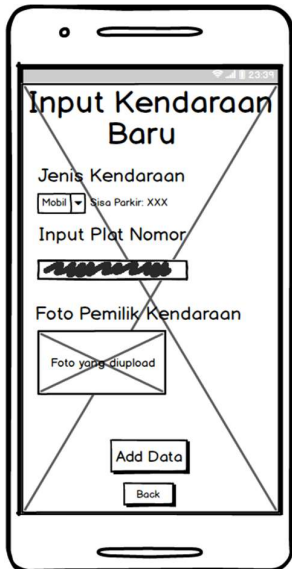 23:39
Input Kendaraan
Baru
Jenis Kendaraan
Mobil Sisa Parkir: XXX
Input Plat Nomor
Foto Pemilik Kendaraan
Foto yang diupload
Add Data
Back